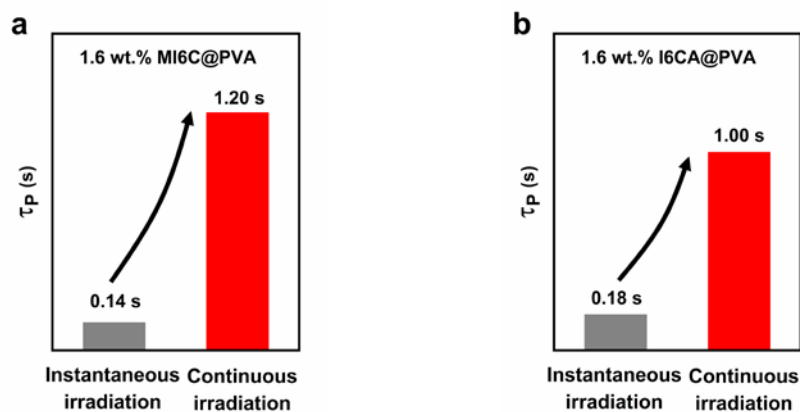 a
1.6 wt.% MI6C@PVA
1.20 s
0.14 s
τP (s)
Instantaneous
irradiation
Continuous
irradiation
b
1.6 wt.% I6CA@PVA
1.00 s
0.18 s
τP (s)
Instantaneous
irradiation
Continuous
irradiation